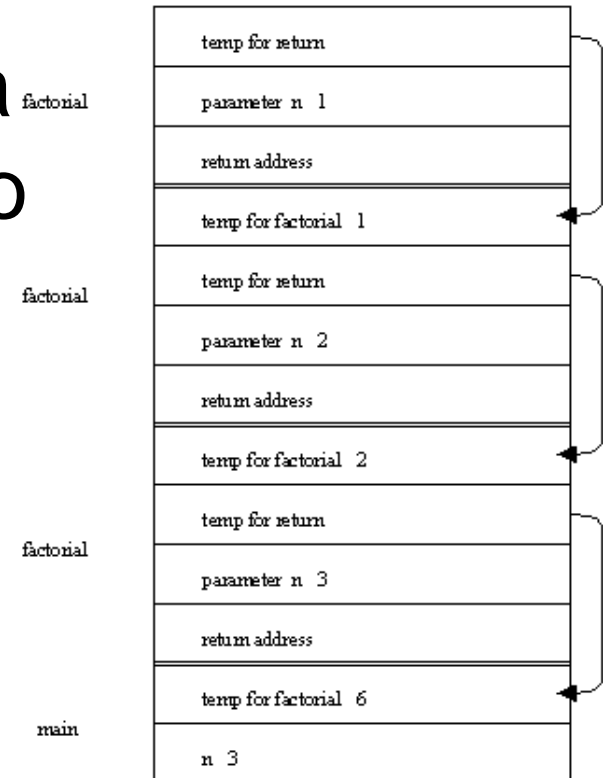 temp for return
a
factorial
parameter n 1
return address
o
temp for factorial 1
factorial
temp for return
parameter n 2
return address
temp for factorial 2
temp for return
factorial
parameter n 3
return address
temp for factorial 6
main
n 3